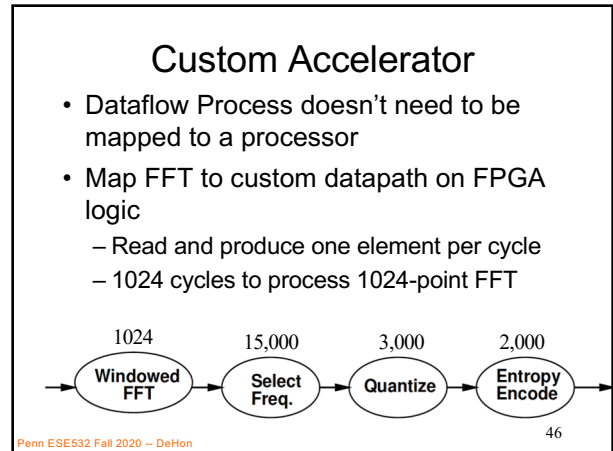 Custom Accelerator
• Dataflow Process doesn't need to be
mapped to a processor
• Map FFT to custom datapath on FPGA
logic
– Read and produce one element per cycle
– 1024 cycles to process 1024-point FFT
1024 15,000 3,000 2,000
Windowed
FFT
Select
Freq.
Quantize
Entropy
Encode
Penn ESE532 Fall 2020 -- DeHon
46